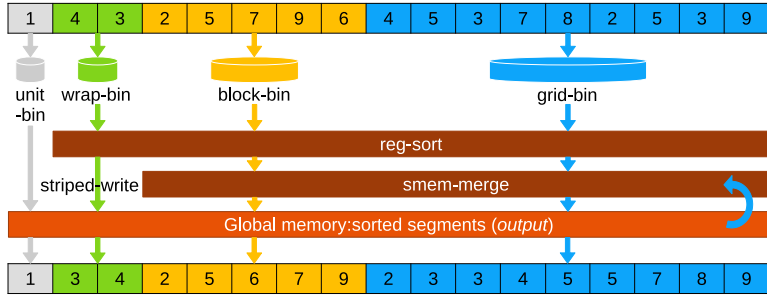 1 4 3 2 5 7 9 6 4 5 3 7 8 2 5 3 9
unit
-bin
wrap-bin
block-bin
grid-bin
reg-sort
striped-write
smem-merge
Global memory:sorted segments (output)
1 3 4 2 5 6 7 9 2 3 3 4 5 5 7 8 9